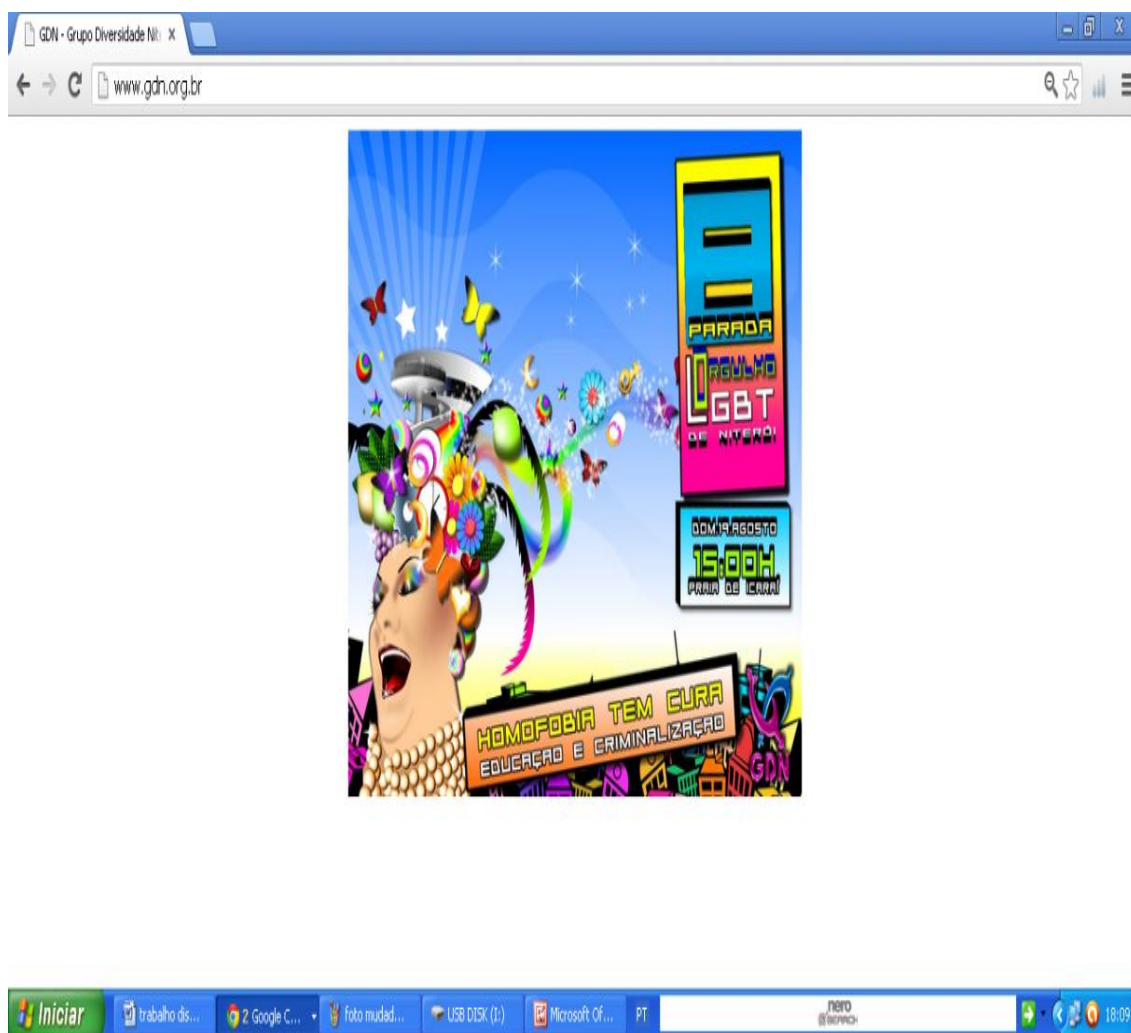 GDN - Grupo Diversidade Nit
www.gdn.org.br
8
PARADA
ORGULHO
LGBT
DE NITERÓI
DOM.19.AGOSTO
15:00H
PRAIA DE ICARAÍ
HOMOFOBIA TEM CURA
EDUCAÇÃO E CRIMINALIZAÇÃO
GDN
Iniciar
trabalho dis...
2 Google C...
foto mudad...
USB DISK (I:)
Microsoft Of...
PT
nero
SEARCH
18:09